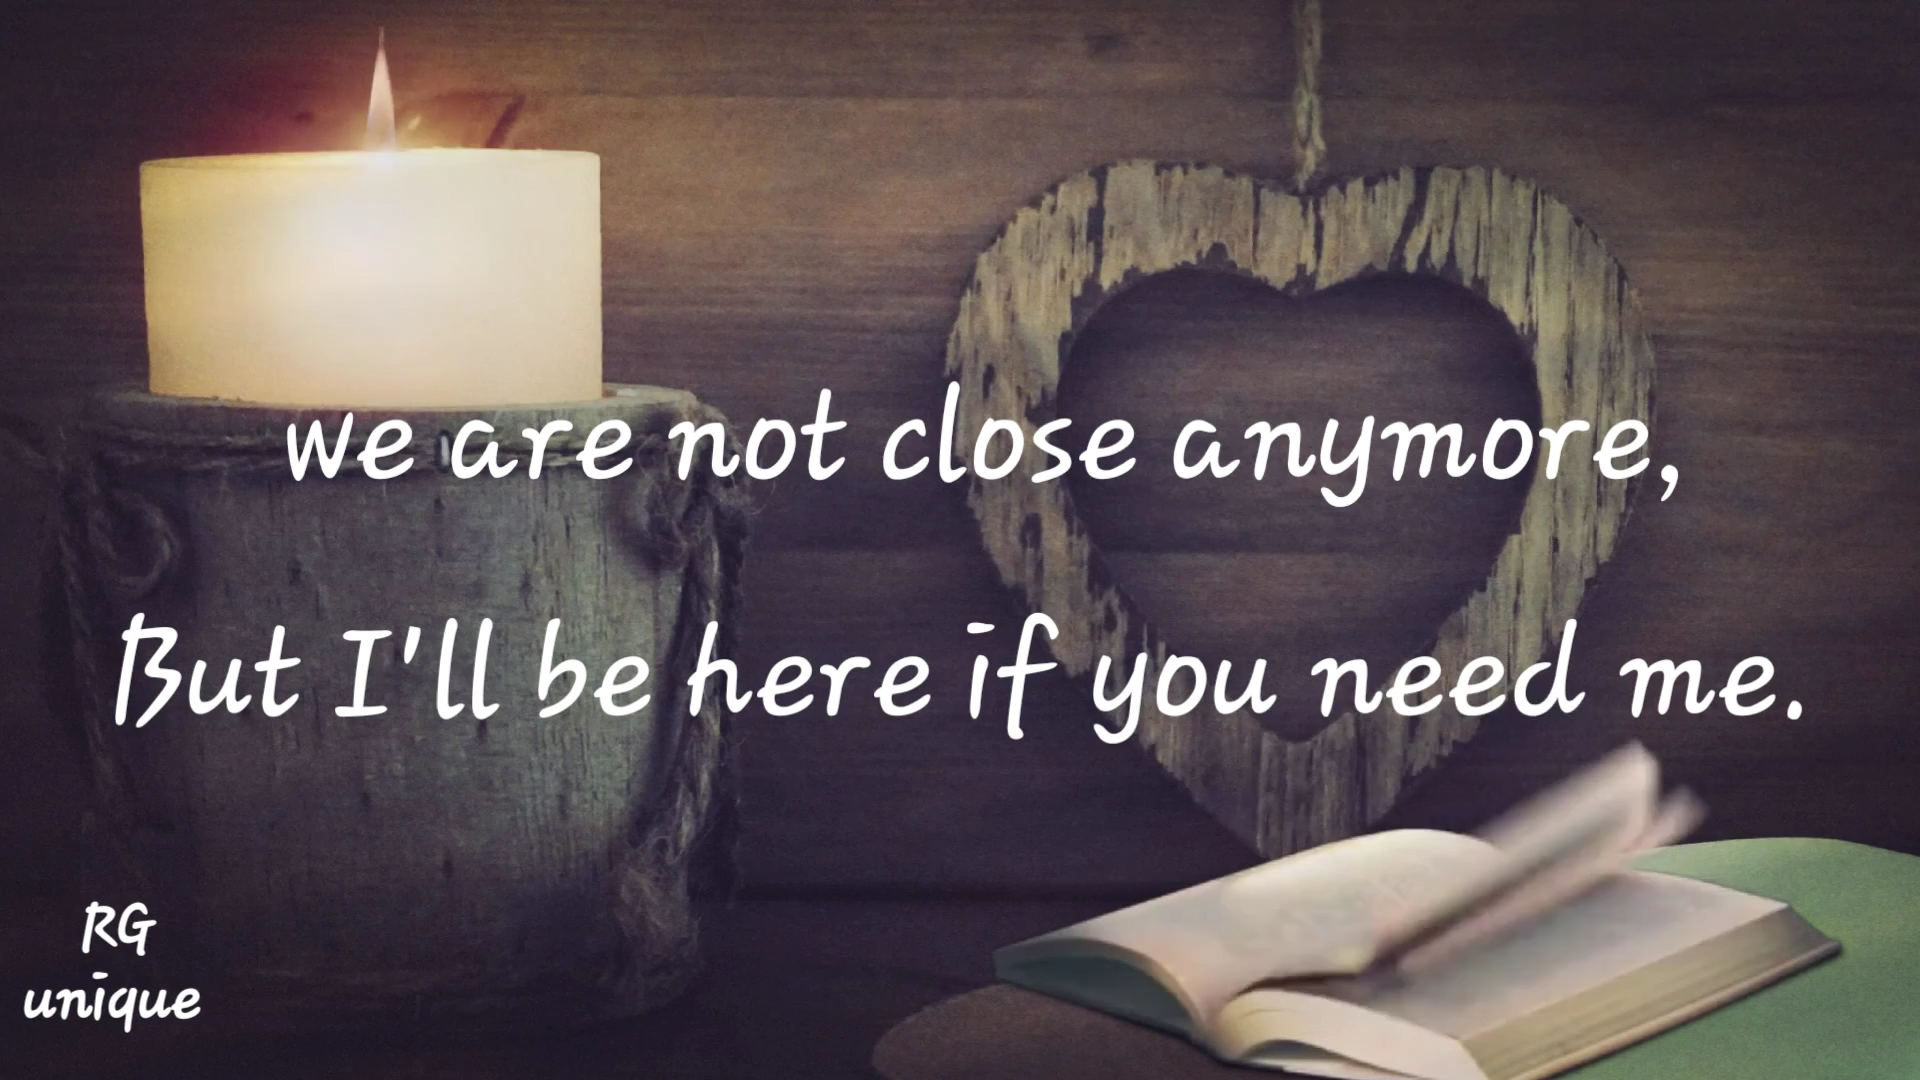 we are not close anymore,
But I'll be here if you need me.
RG
unique